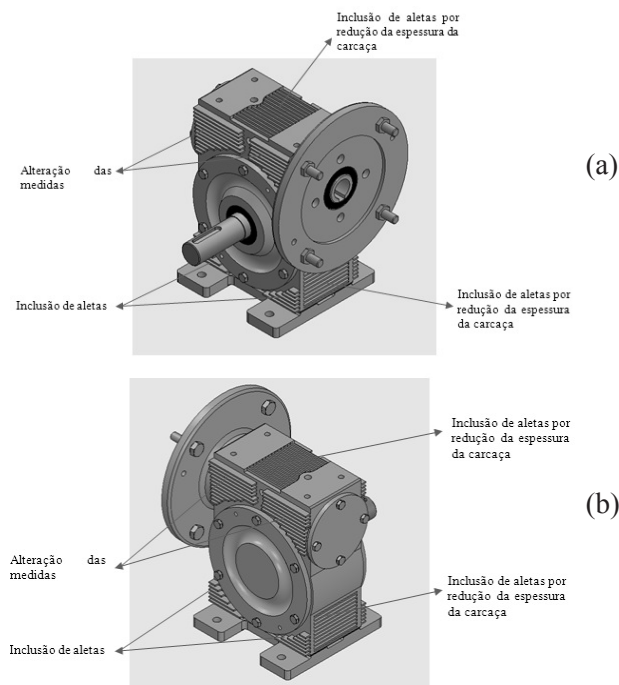 Inclusão de aletas por
redução da espessura da
carcaça
(a)
Alteração das
medidas
Inclusão de aletas
Inclusão de aletas por
redução da espessura
da carcaça
Inclusão de aletas por
redução da espessura
da carcaça
(b)
Alteração das
medidas
Inclusão de aletas por
redução da espessura
da carcaça
Inclusão de aletas